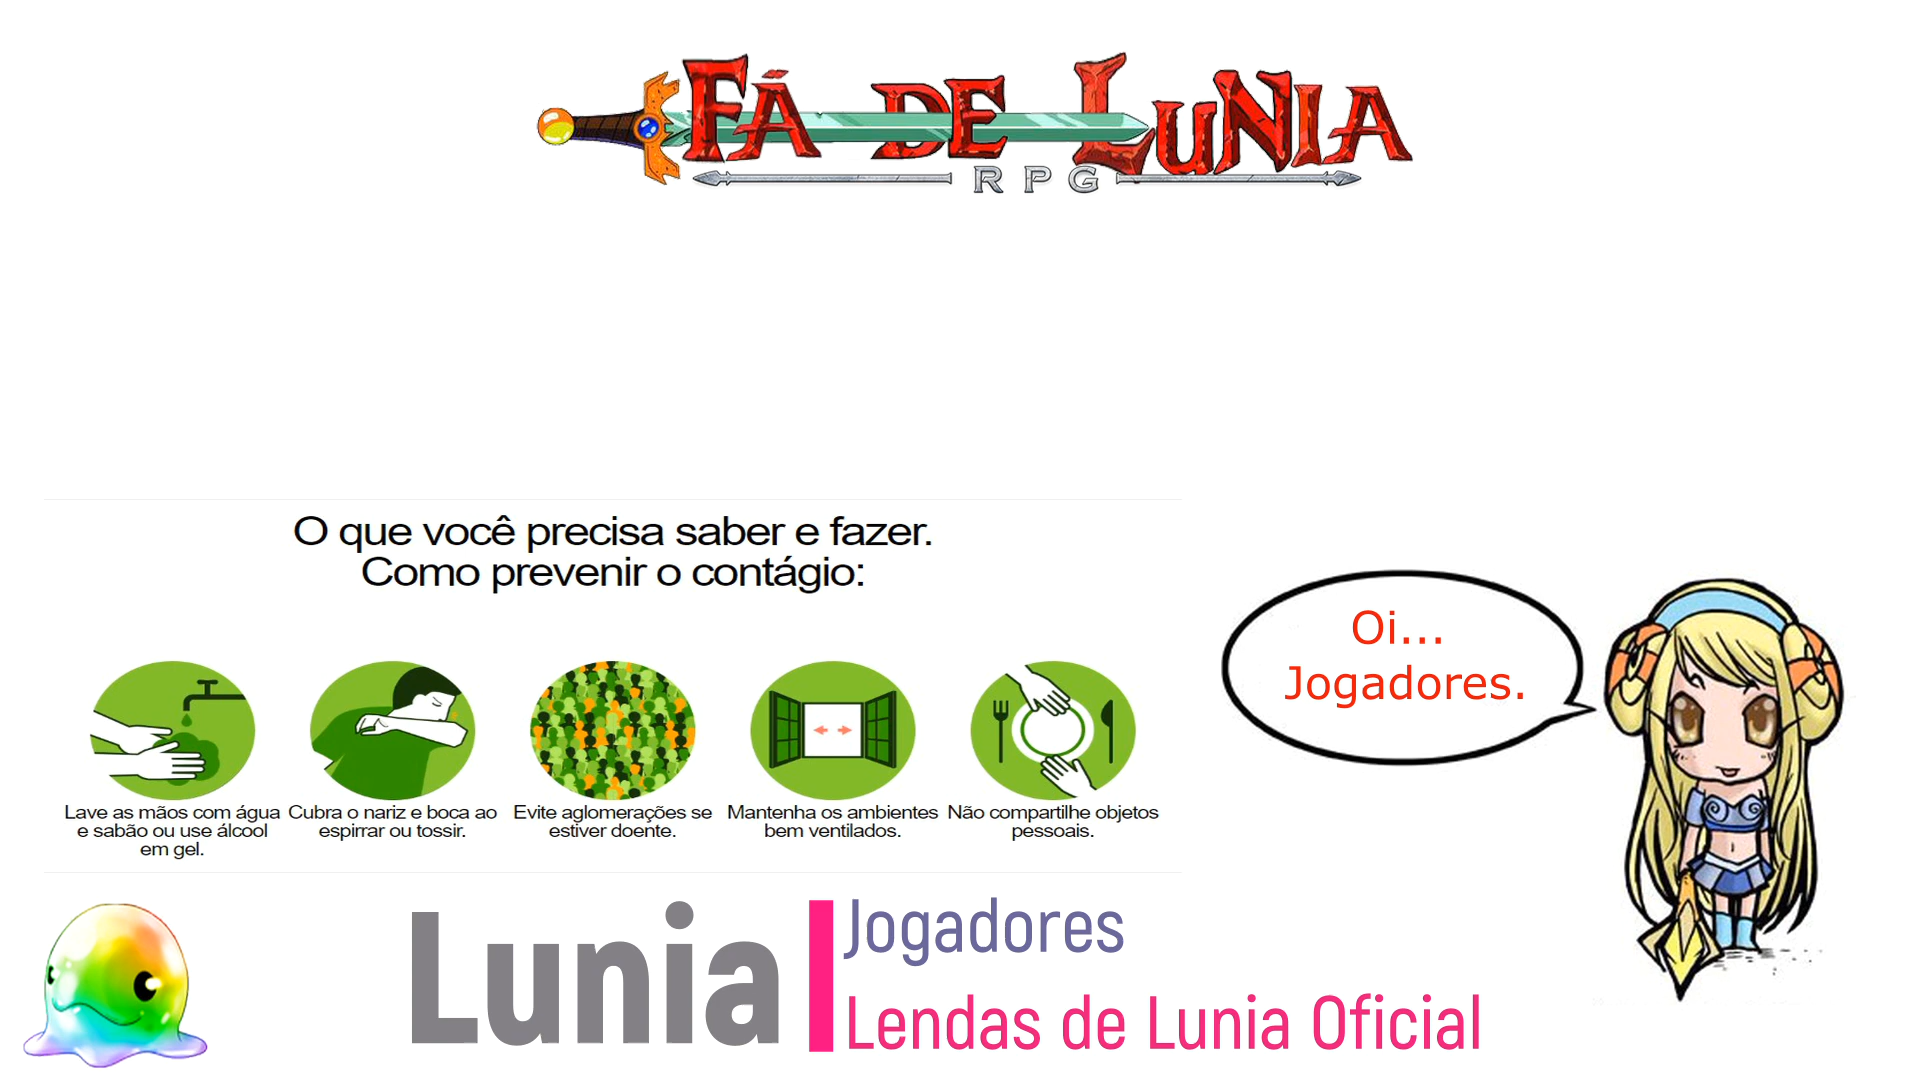 FÁ DE LUNIA
RPG
O que você precisa saber e fazer.
Como prevenir o contágio:
Lave as mãos com água
e sabão ou use álcool
em gel.
Cubra o nariz e boca ao
espirrar ou tossir.
Evite aglomerações se
estiver doente.
Mantenha os ambientes
bem ventilados.
Não compartilhe objetos
pessoais.
Oi...
Jogadores.
Lunia
Jogadores
Lendas de Lunia Oficial